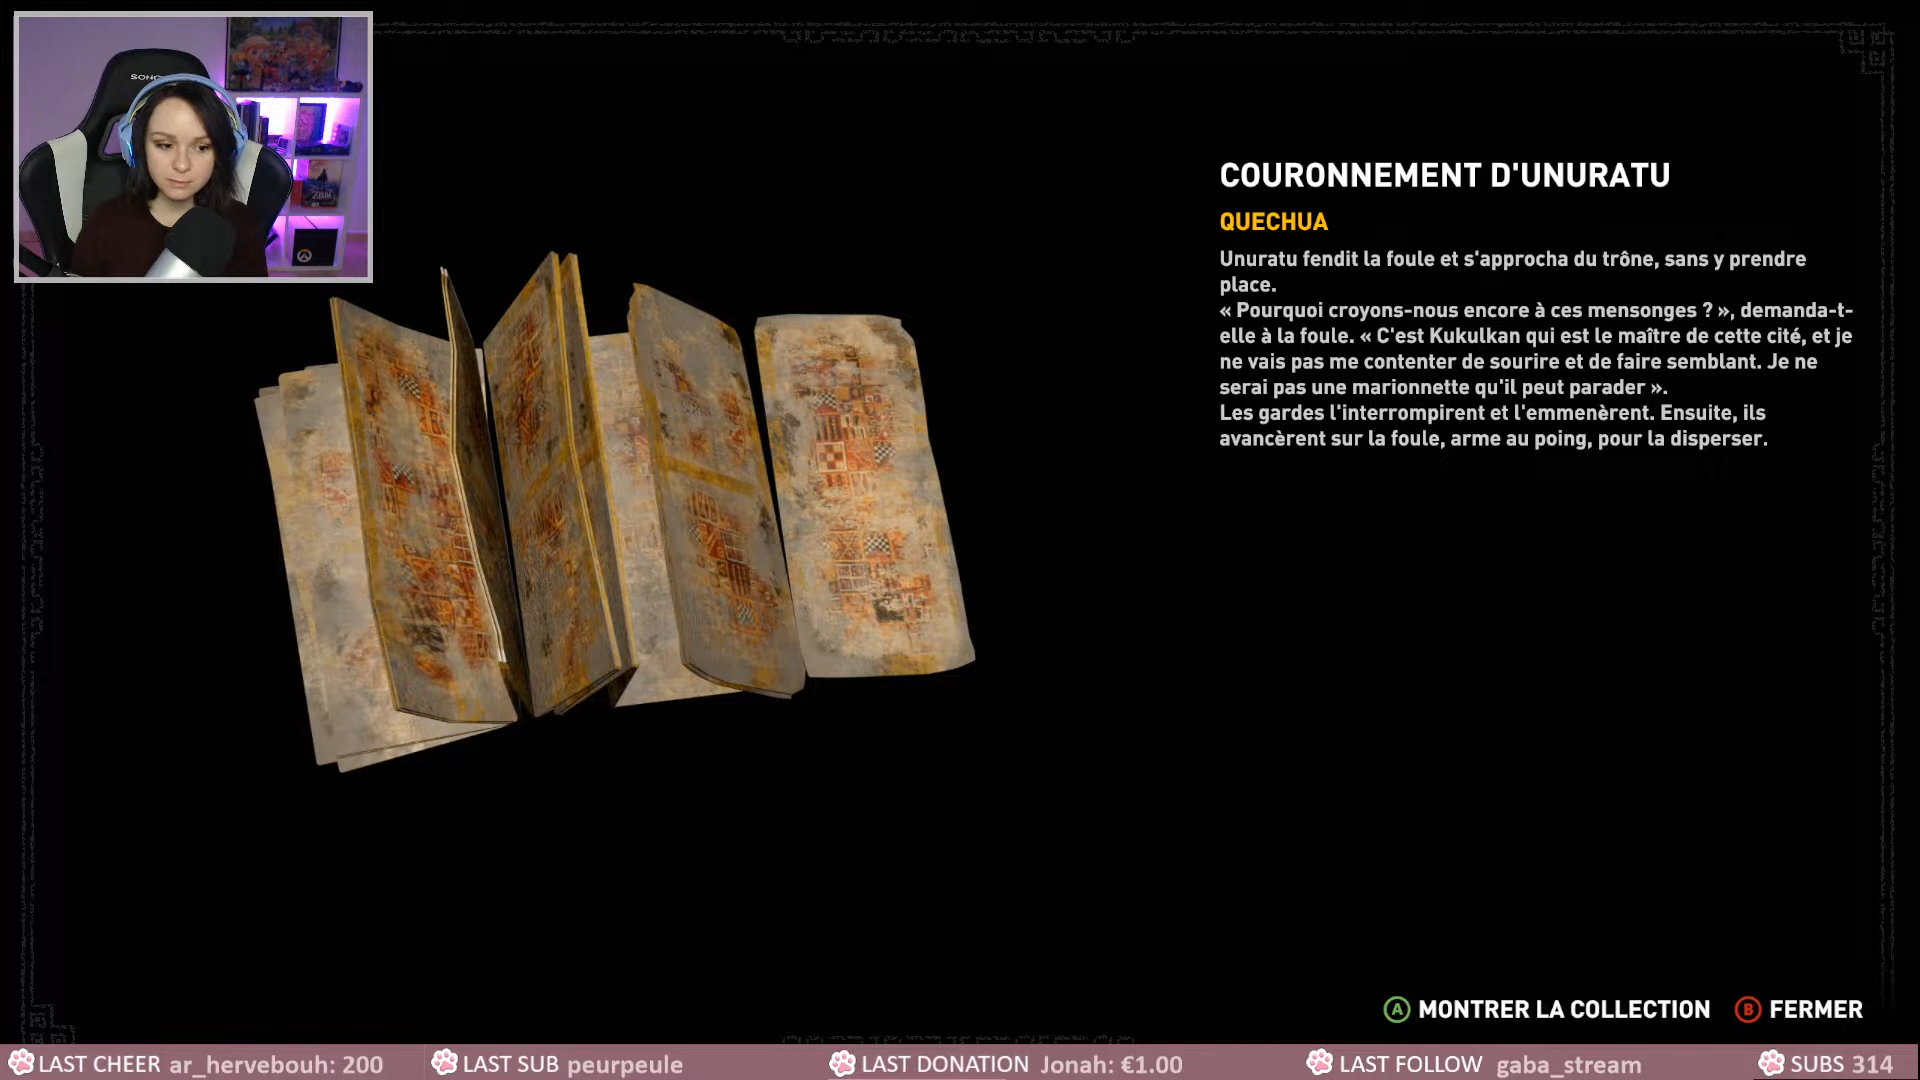 SONG
ZELDA
COURONNEMENT D'UNURATU
QUECHUA
Unuratu fendit la foule et s'approcha du trône, sans y prendre
place.
« Pourquoi croyons-nous encore à ces mensonges ? », demanda-t-
elle à la foule. « C'est Kukulkan qui est le maître de cette cité, et je
ne vais pas me contenter de sourire et de faire semblant. Je ne
serai pas une marionnette qu'il peut parader ».
Les gardes l'interrompirent et l'emmenèrent. Ensuite, ils
avancèrent sur la foule, arme au poing, pour la disperser.
A MONTRER LA COLLECTION B FERMER
LAST CHEER ar_hervebouh: 200 LAST SUB peurpeule LAST DONATION Jonah: €1.00 LAST FOLLOW gaba_stream SUBS 314